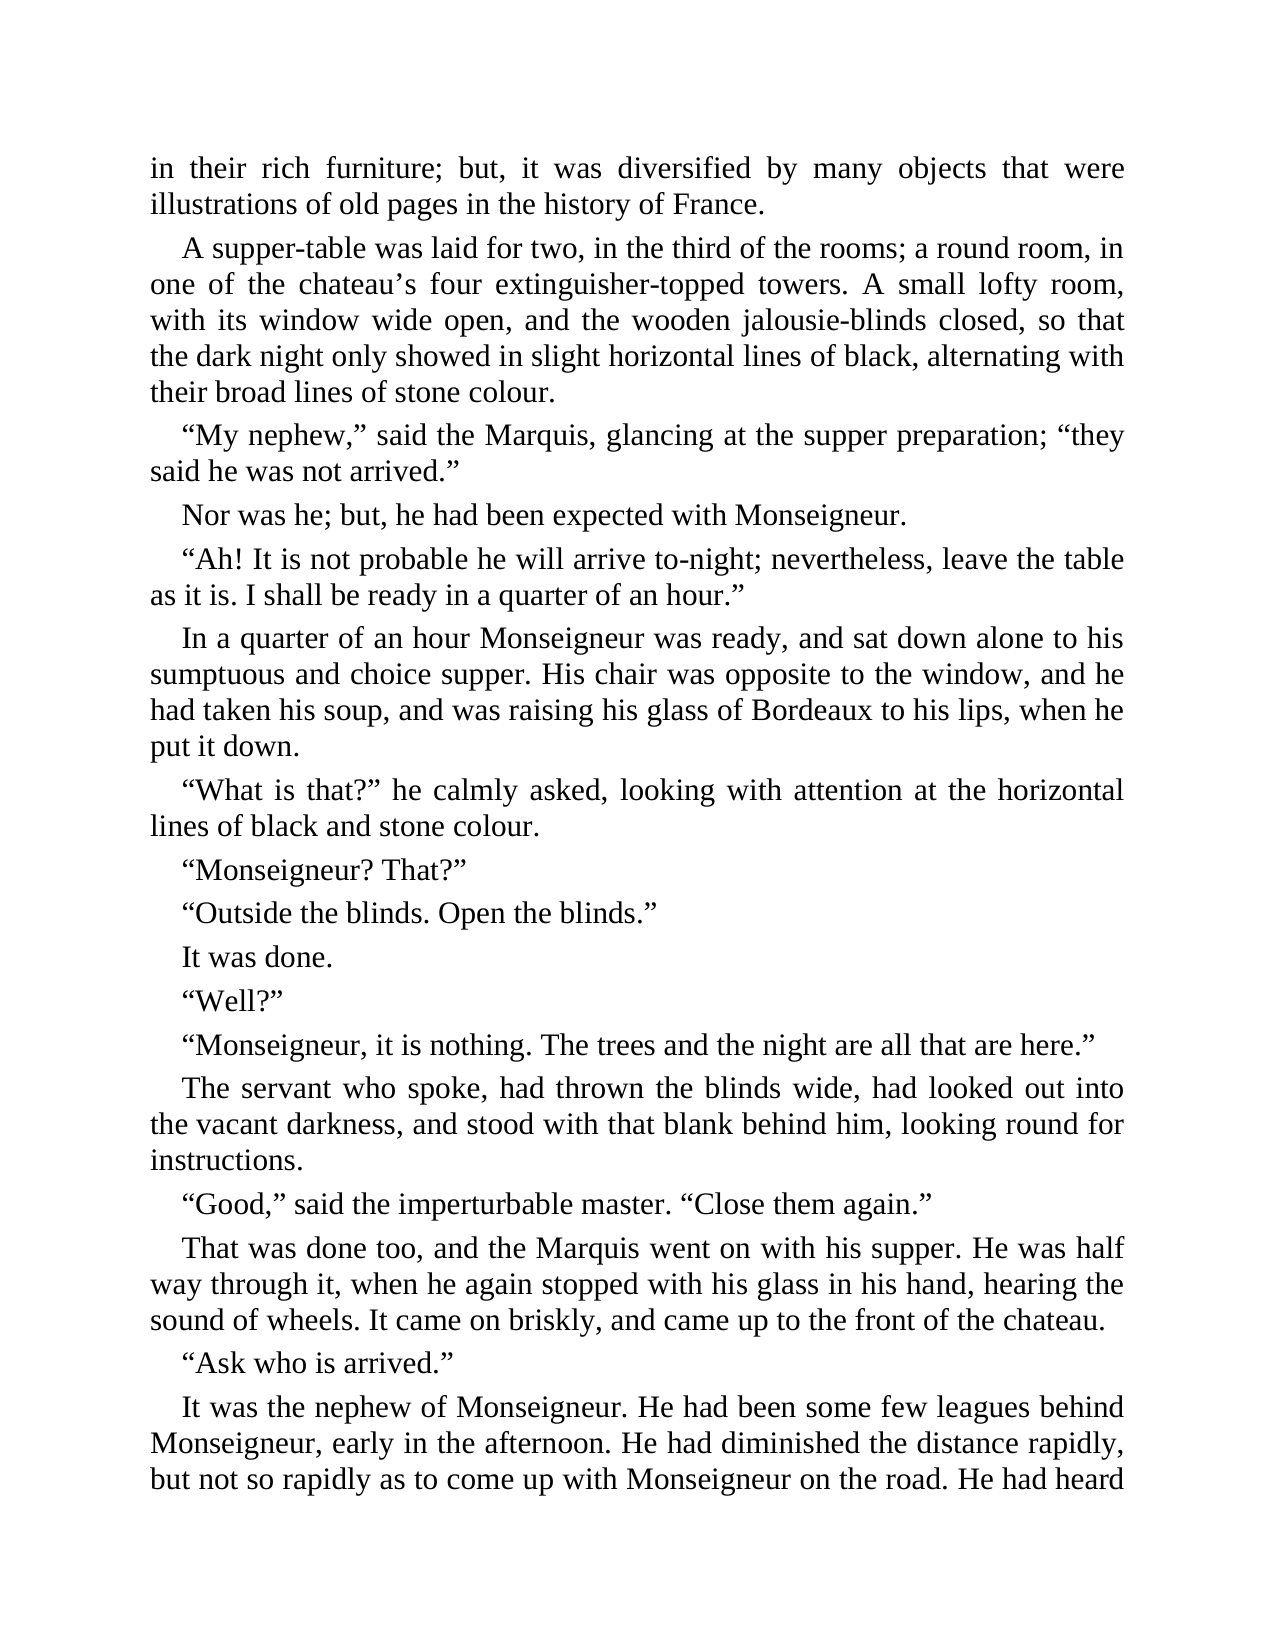 in their rich furniture; but, it was diversified by many objects that were
illustrations of old pages in the history of France.
A supper-table was laid for two, in the third of the rooms; a round room, in
one of the chateau’s four extinguisher-topped towers. A small lofty room,
with its window wide open, and the wooden jalousie-blinds closed, so that
the dark night only showed in slight horizontal lines of black, alternating with
their broad lines of stone colour.
“My nephew,” said the Marquis, glancing at the supper preparation; “they
said he was not arrived.”
Nor was he; but, he had been expected with Monseigneur.
“Ah! It is not probable he will arrive to-night; nevertheless, leave the table
as it is. I shall be ready in a quarter of an hour.”
In a quarter of an hour Monseigneur was ready, and sat down alone to his
sumptuous and choice supper. His chair was opposite to the window, and he
had taken his soup, and was raising his glass of Bordeaux to his lips, when he
put it down.
“What is that?” he calmly asked, looking with attention at the horizontal
lines of black and stone colour.
“Monseigneur? That?”
“Outside the blinds. Open the blinds.”
It was done.
“Well?”
“Monseigneur, it is nothing. The trees and the night are all that are here.”
The servant who spoke, had thrown the blinds wide, had looked out into
the vacant darkness, and stood with that blank behind him, looking round for
instructions.
“Good,” said the imperturbable master. “Close them again.”
That was done too, and the Marquis went on with his supper. He was half
way through it, when he again stopped with his glass in his hand, hearing the
sound of wheels. It came on briskly, and came up to the front of the chateau.
“Ask who is arrived.”
It was the nephew of Monseigneur. He had been some few leagues behind
Monseigneur, early in the afternoon. He had diminished the distance rapidly,
but not so rapidly as to come up with Monseigneur on the road. He had heard